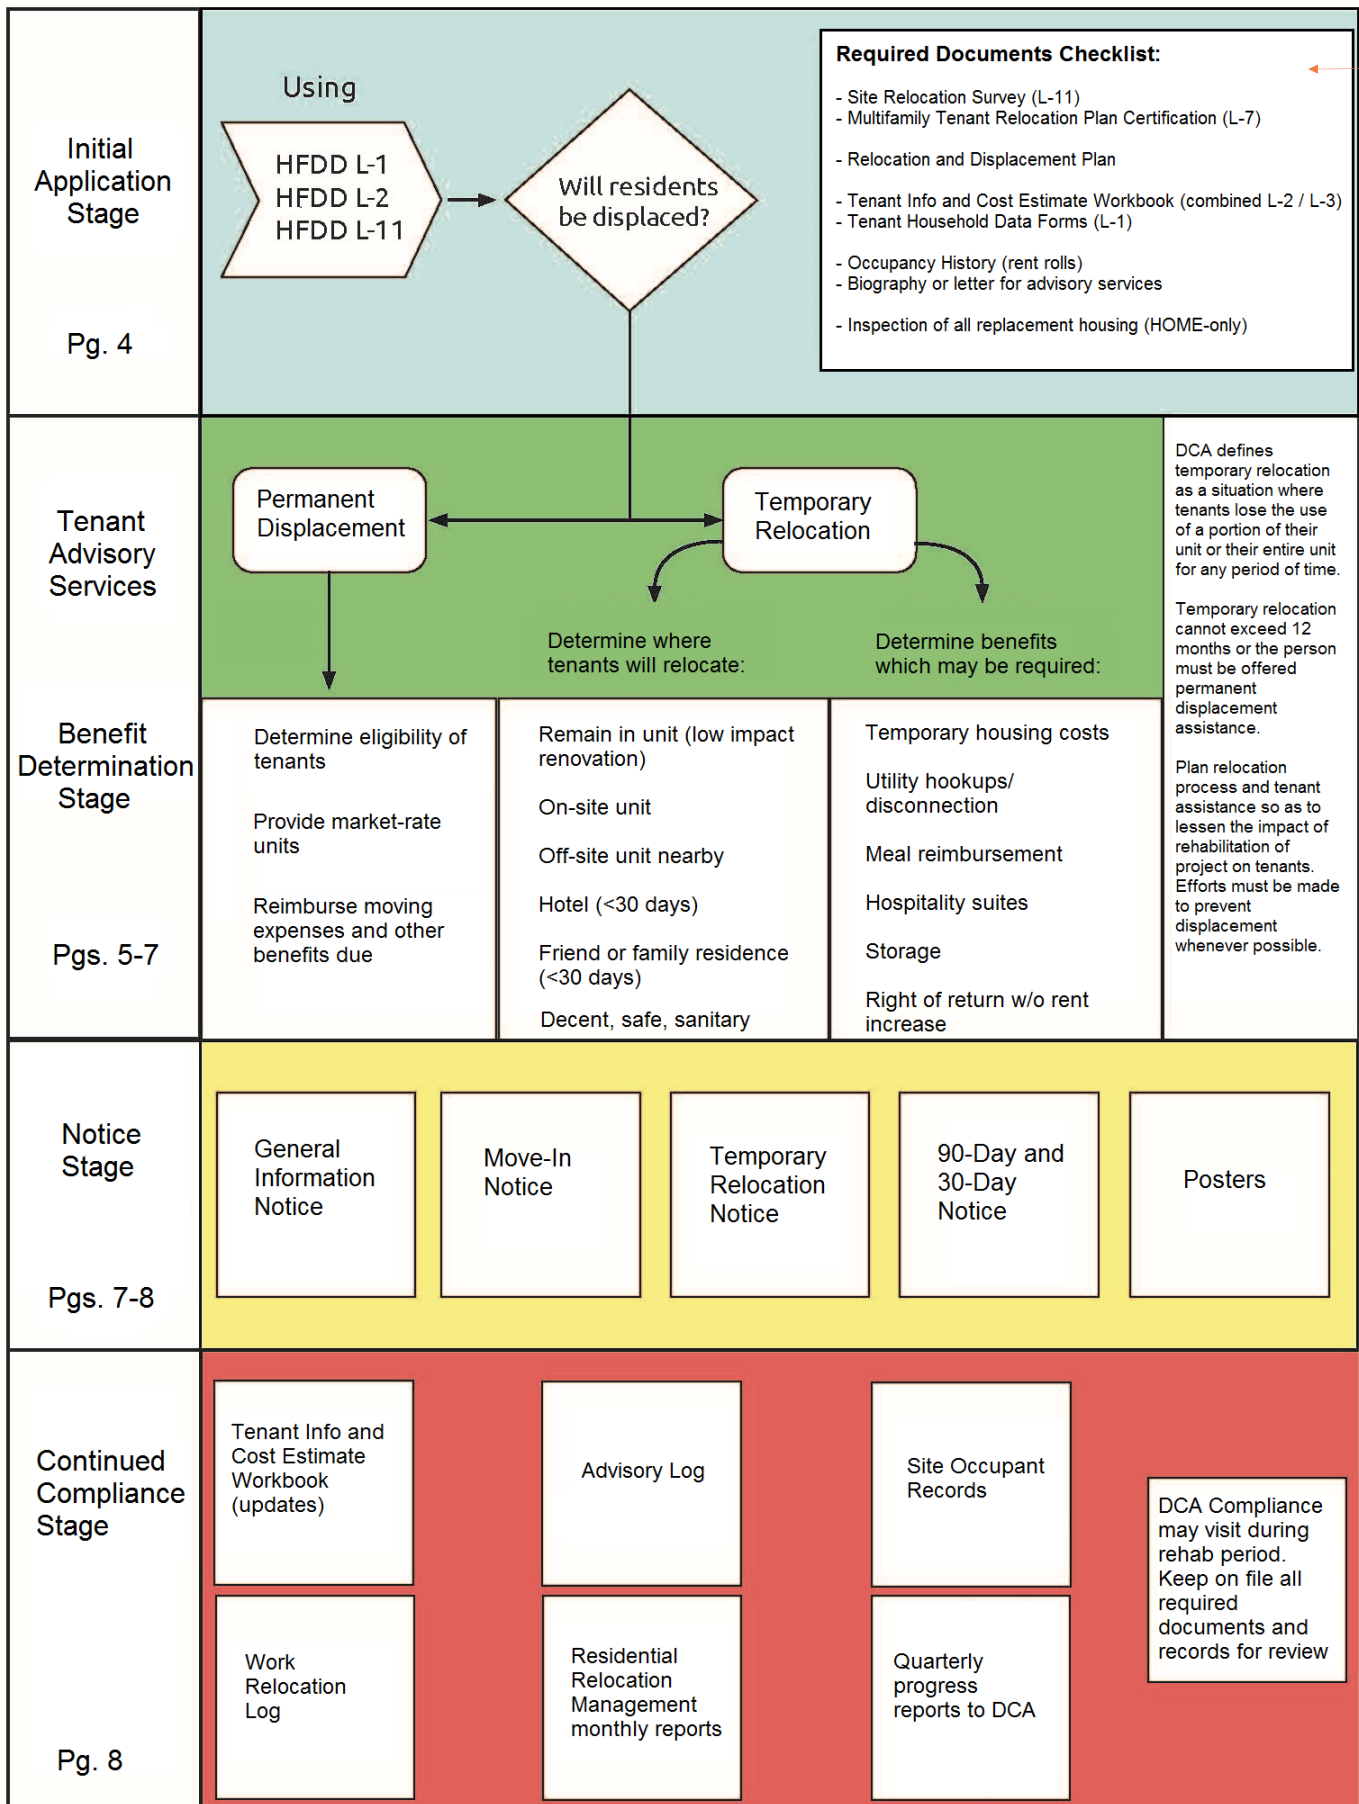 Initial
Application
Stage
Pg. 4
Using
HFDD L-1
HFDD L-2
HFDD L-11
Will residents
be displaced?
Required Documents Checklist:
- Site Relocation Survey (L-11)
- Multifamily Tenant Relocation Plan Certification (L-7)
- Relocation and Displacement Plan
- Tenant Info and Cost Estimate Workbook (combined L-2 / L-3)
- Tenant Household Data Forms (L-1)
- Occupancy History (rent rolls)
- Biography or letter for advisory services
- Inspection of all replacement housing (HOME-only)
Tenant
Advisory
Services
Benefit
Determination
Stage
Pgs. 5-7
Permanent
Displacement
Temporary
Relocation
Determine where
tenants will relocate:
Determine benefits
which may be required:
Determine eligibility of
tenants
Provide market-rate
units
Reimburse moving
expenses and other
benefits due
Remain in unit (low impact
renovation)
On-site unit
Off-site unit nearby
Hotel (<30 days)
Friend or family residence
(<30 days)
Decent, safe, sanitary
Temporary housing costs
Utility hookups/
disconnection
Meal reimbursement
Hospitality suites
Storage
Right of return w/o rent
increase
DCA defines
temporary relocation
as a situation where
tenants lose the use
of a portion of their
unit or their entire unit
for any period of time.
Temporary relocation
cannot exceed 12
months or the person
must be offered
permanent
displacement
assistance.
Plan relocation
process and tenant
assistance so as to
lessen the impact of
rehabilitation of
project on tenants.
Efforts must be made
to prevent
displacement
whenever possible.
Notice
Stage
Pgs. 7-8
General
Information
Notice
Move-In
Notice
Temporary
Relocation
Notice
90-Day and
30-Day
Notice
Posters
Continued
Compliance
Stage
Pg. 8
Tenant Info and
Cost Estimate
Workbook
(updates)
Advisory Log
Site Occupant
Records
Work
Relocation
Log
Residential
Relocation
Management
monthly reports
Quarterly
progress
reports to DCA
DCA Compliance
may visit during
rehab period.
Keep on file all
required
documents and
records for review